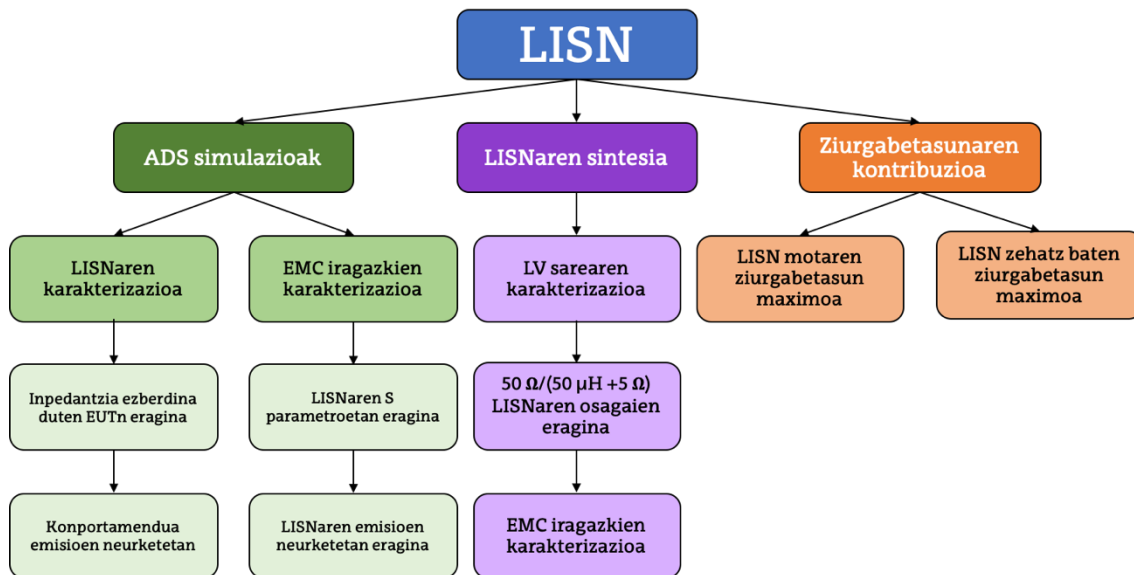 LISN
ADS simulazioak
LISNaren sintesia
Ziurgabetasunaren
kontribuzioa
LISNaren
karakterizazioa
EMC iragazkien
karakterizazioa
LV sarearen
karakterizazioa
LISN motaren
ziurgabetasun
maximoa
LISN zehatz baten
ziurgabetasun
maximoa
Inpedantzia ezberdina
duten EUTn eragina
LISNaren S
parametroetan eragina
50 Ω/(50 µH +5 Ω)
LISNaren osagaien
eragina
Konportamendua
emisioen neurketetan
LISNaren emisioen
neurketetan eragina
EMC iragazkien
karakterizazioa